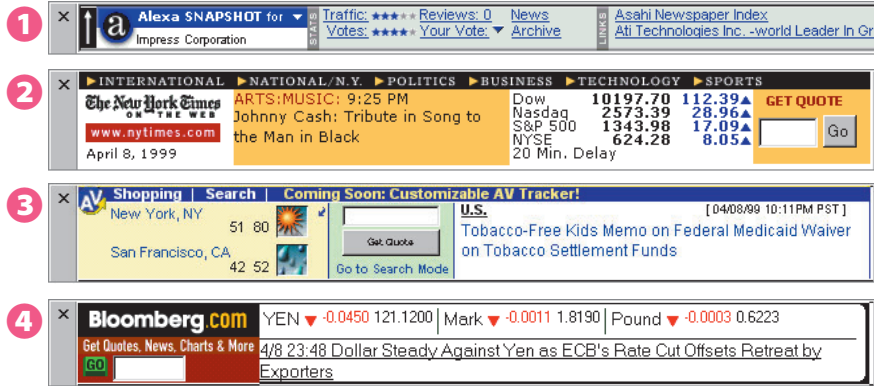 1
×
a
Alexa SNAPSHOT for ▼
Impress Corporation
STATS
Traffic: ★★★★★ Reviews: 0 News
Votes: ★★★★★ Your Vote: ▼ Archive
LINKS
Asahi Newspaper Index
Ati Technologies Inc. -world Leader In Gr
2
×
▶INTERNATIONAL ▶NATIONAL/N.Y. ▶POLITICS ▶BUSINESS ▶TECHNOLOGY ▶SPORTS
The New York Times
ON THE WEB
www.nytimes.com
April 8, 1999
ARTS:MUSIC: 9:25 PM
Johnny Cash: Tribute in Song to
the Man in Black
Dow 10197.70 112.39▲
Nasdaq 2573.39 28.96▲
S&P 500 1343.98 17.09▲
NYSE 624.28 8.05▲
20 Min. Delay
GET QUOTE
Go
3
×
AV Shopping | Search | Coming Soon: Customizable AV Tracker!
New York, NY
51 80
San Francisco, CA
42 52
Get Quote
Go to Search Mode
U.S. [04/08/99 10:11PM PST]
Tobacco-Free Kids Memo on Federal Medicaid Waiver
on Tobacco Settlement Funds
4
×
Bloomberg.com
Get Quotes, News, Charts & More
GO
YEN ▼ -0.0450 121.1200 | Mark ▼ -0.0011 1.8190 | Pound ▼ -0.0003 0.6223
4/8 23:48 Dollar Steady Against Yen as ECB's Rate Cut Offsets Retreat by
Exporters